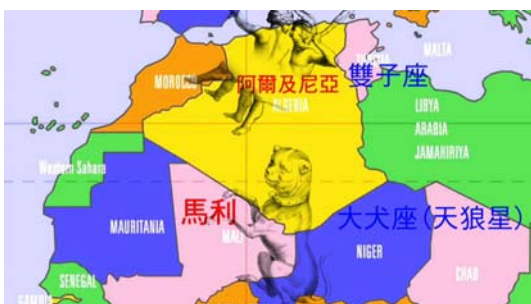 MALTA
雙子座
MOROCCO
阿爾及尼亞
ALGERIA
LIBYA
ARABIA
JAMAHIRIYA
Western Sahara
馬利
MALI
大犬座(天狼星)
MAURITANIA
NIGER
CHAD
SENEGAL
GAMBIA